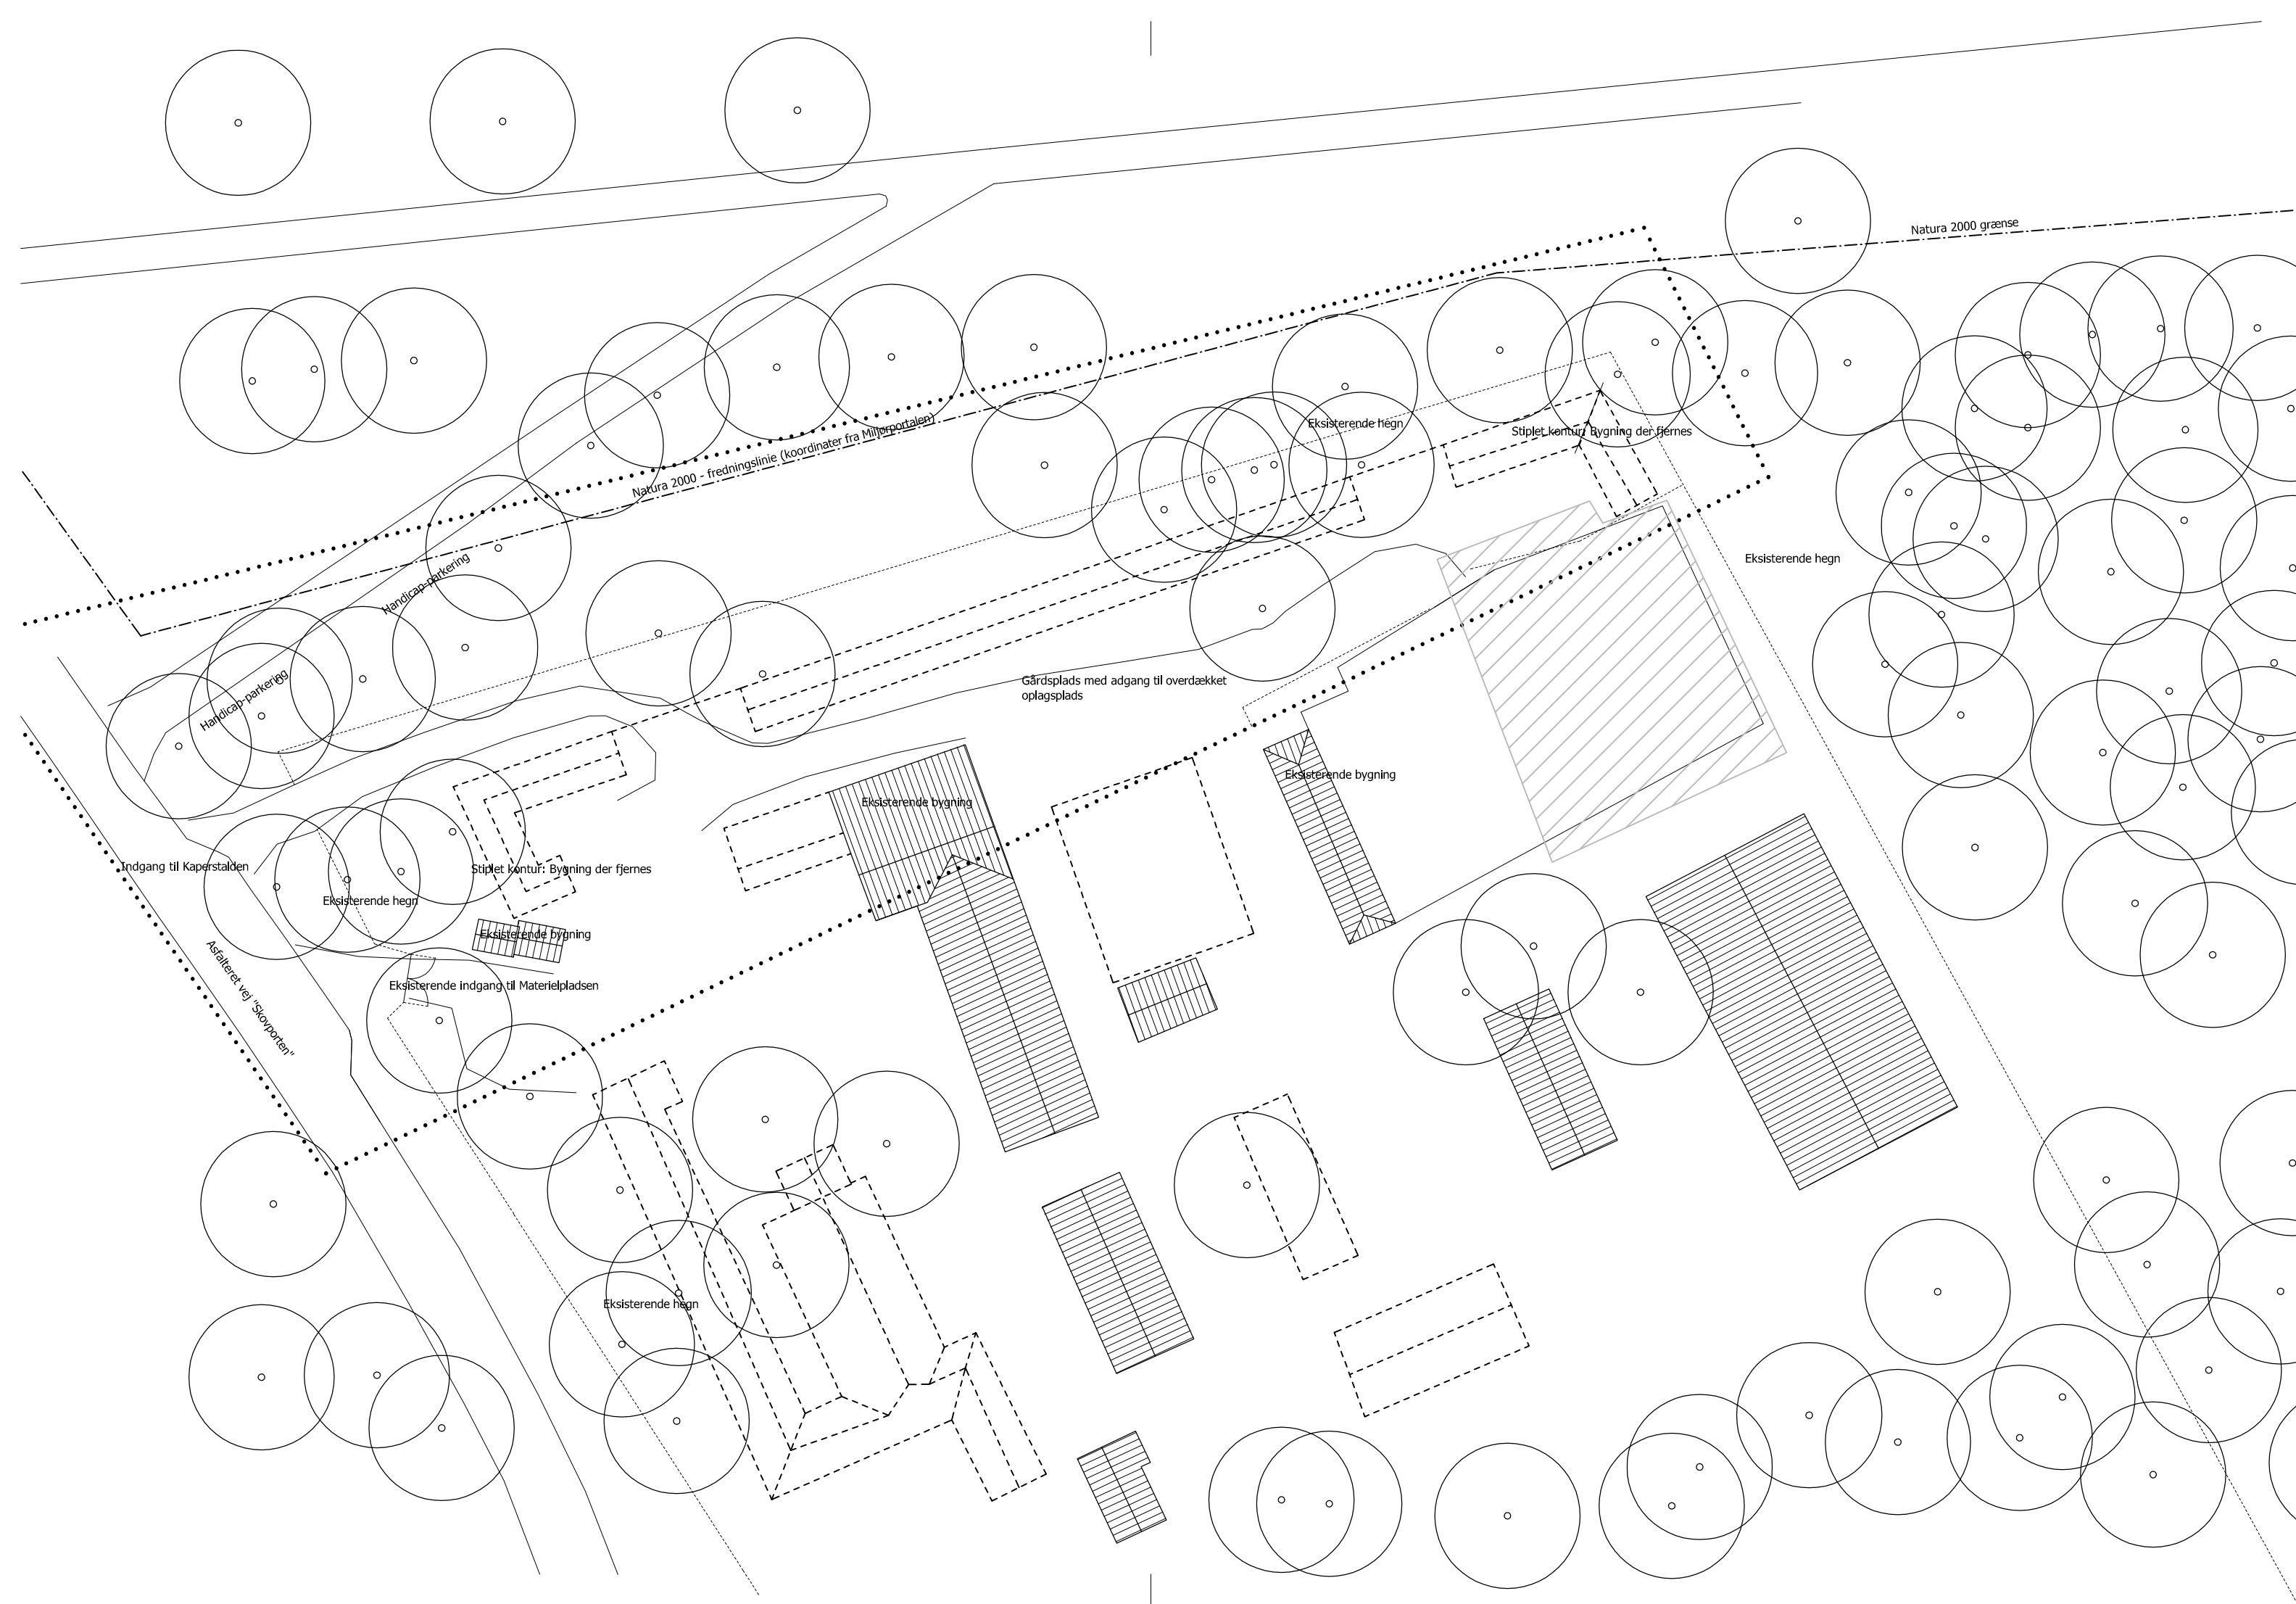 Natura 2000 grænse
Natura 2000 - fredningslinie (koordinater fra Miljørportalen)
Eksisterende hegn
Stiplet kontur: Bygning der fjernes
Eksisterende hegn
Handicap-parkering
Handicap-parkering
Gårdsplads med adgang til overdækket
oplagsplads
Eksisterende bygning
Eksisterende bygning
Indgang til Kaperstalden
Stiplet kontur: Bygning der fjernes
Eksisterende hegn
Eksisterende bygning
Eksisterende indgang til Materielpladsen
Asfalteret vej "Skovporten"
Eksisterende hegn